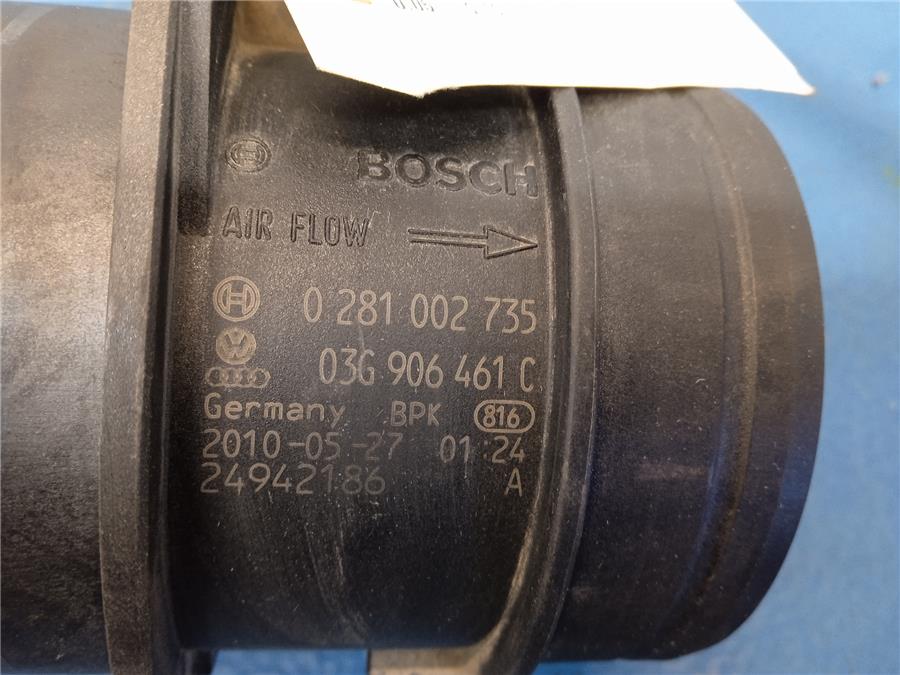 BOSCH
AIR FLOW
0 281 002 735
03G 906 461 C
Germany BPK 816
2010-05-27 01:24
24942186 A